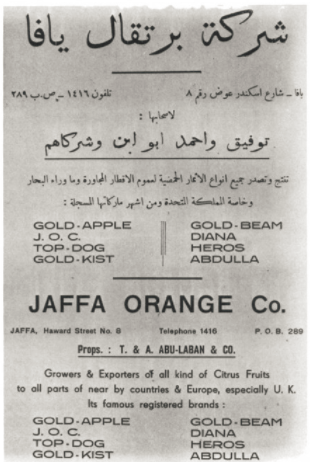 شركة برتقال يافا
يافا – شارع اسكندر عوض رقم ٨ تلفون ١٤١٦ – ص.ب ٢٨٩
لاصحابها :
توفيق واحمد ابو لبن وشركاهم
تنتج وتصدر جميع انواع الاثمار الحمضية لعموم الاقطار المجاورة وما وراء البحار
وخاصة المملكة المتحدة ومن اشهر ماركاتها المسجلة :
GOLD-APPLE GOLD-BEAM
J. O. C. DIANA
TOP-DOG HEROS
GOLD-KIST ABDULLA
JAFFA ORANGE Co.
JAFFA, Haward Street No. 8 Telephone 1416 P. O. B. 289
Props. : T. & A. ABU-LABAN & CO.
Growers & Exporters of all kind of Citrus Fruits
to all parts of near by countries & Europe, especially U. K.
Its famous registered brands :
GOLD-APPLE GOLD-BEAM
J. O. C. DIANA
TOP-DOG HEROS
GOLD-KIST ABDULLA